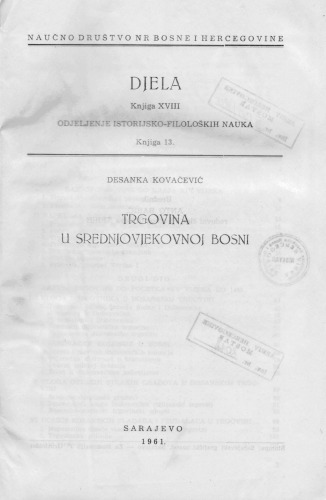 NAUČNO DRUŠTVO NR BOSNE I HERCEGOVINE
DJELA
Knjiga XVIII
ODJELJENJE ISTORIJSKO-FILOLOŠKIH NAUKA
Knjiga 13.
DESANKA KOVAČEVIĆ
TRGOVINA
U SREDNJOVJEKOVNOJ BOSNI
SARAJEVO
1961.